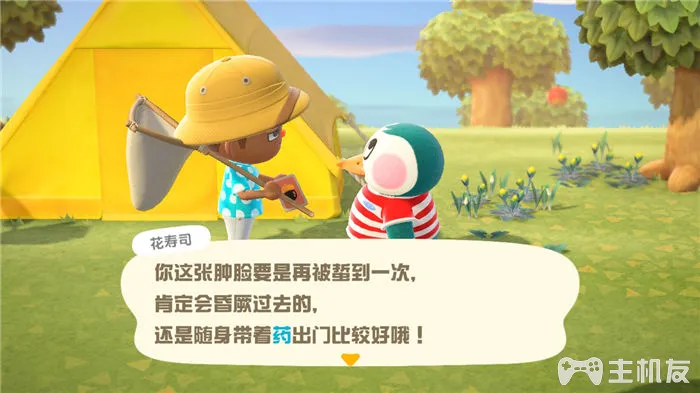 花寿司
你这张肿脸要是再被蜇到一次，
肯定会昏厥过去的，
还是随身带着药出门比较好哦！
主机友